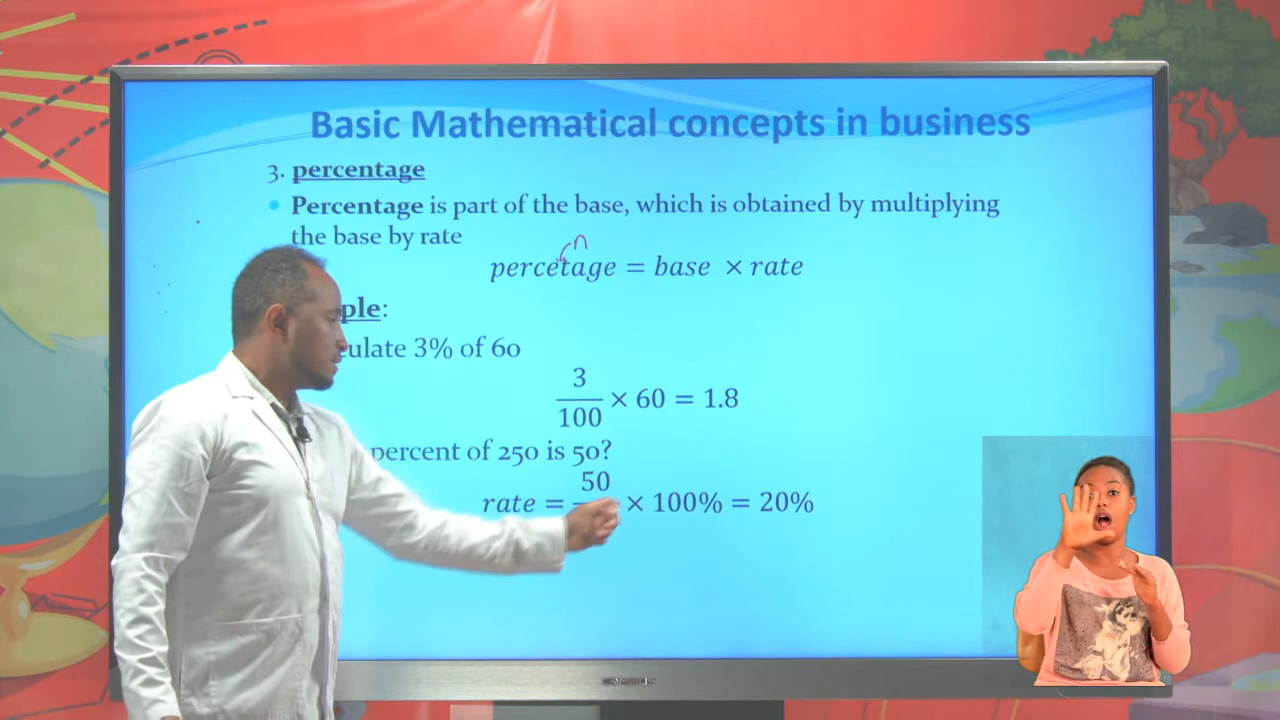 Basic Mathematical concepts in business
3. percentage
• Percentage is part of the base, which is obtained by multiplying
the base by rate
n
percetage = base × rate
ple:
ulate 3% of 60
3/100 × 60 = 1.8
percent of 250 is 50?
rate = 50 × 100% = 20%